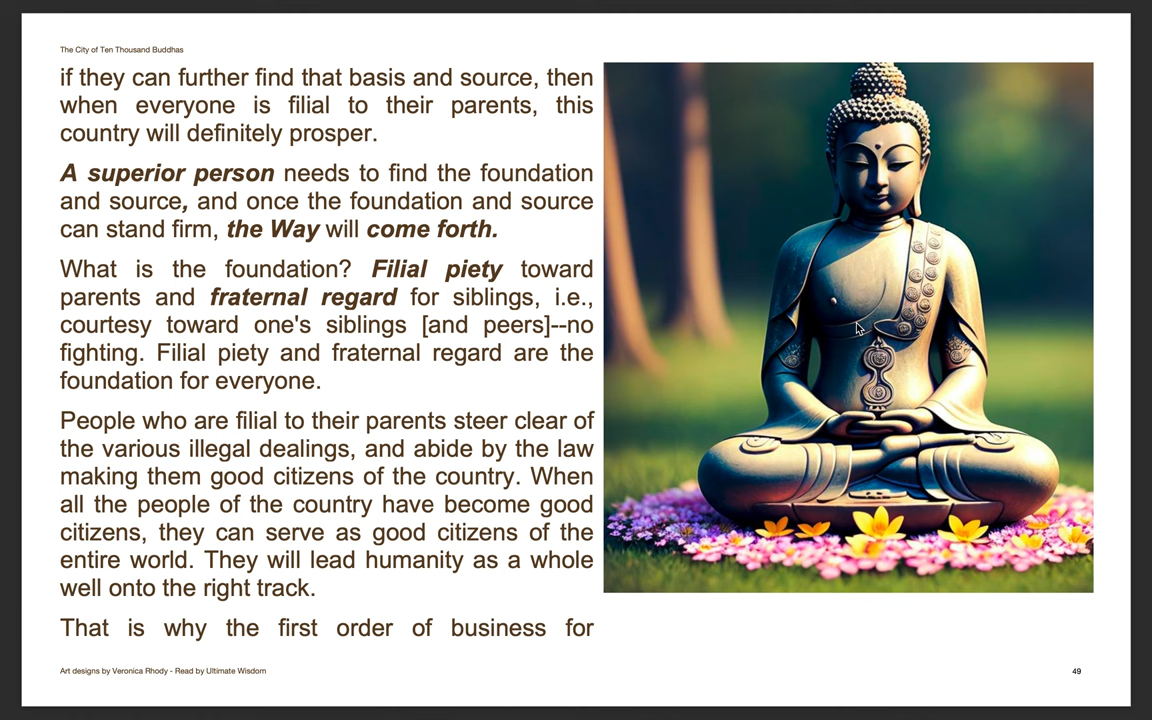 The City of Ten Thousand Buddhas
if they can further find that basis and source, then
when everyone is filial to their parents, this
country will definitely prosper.
A superior person needs to find the foundation
and source, and once the foundation and source
can stand firm, the Way will come forth.
What is the foundation? Filial piety toward
parents and fraternal regard for siblings, i.e.,
courtesy toward one's siblings [and peers]--no
fighting. Filial piety and fraternal regard are the
foundation for everyone.
People who are filial to their parents steer clear of
the various illegal dealings, and abide by the law
making them good citizens of the country. When
all the people of the country have become good
citizens, they can serve as good citizens of the
entire world. They will lead humanity as a whole
well onto the right track.
That is why the first order of business for
Art designs by Veronica Rhody - Read by Ultimate Wisdom
49